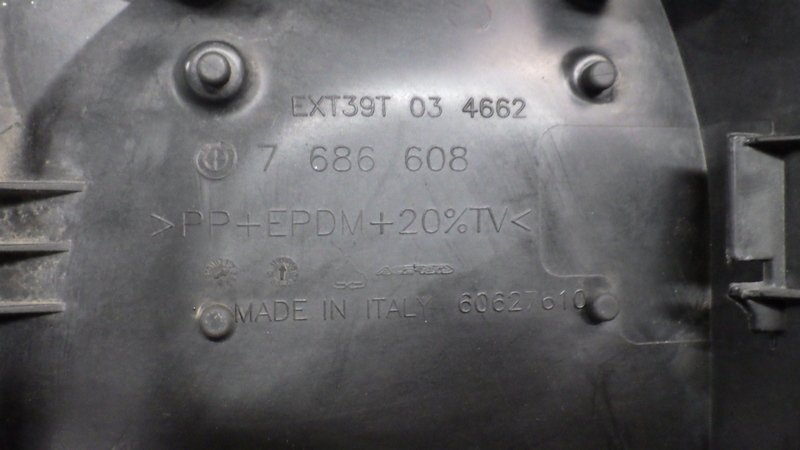 EXT39T 03 4662
7 686 608
>PP+EPDM+20%TV<
MADE IN ITALY 60627610